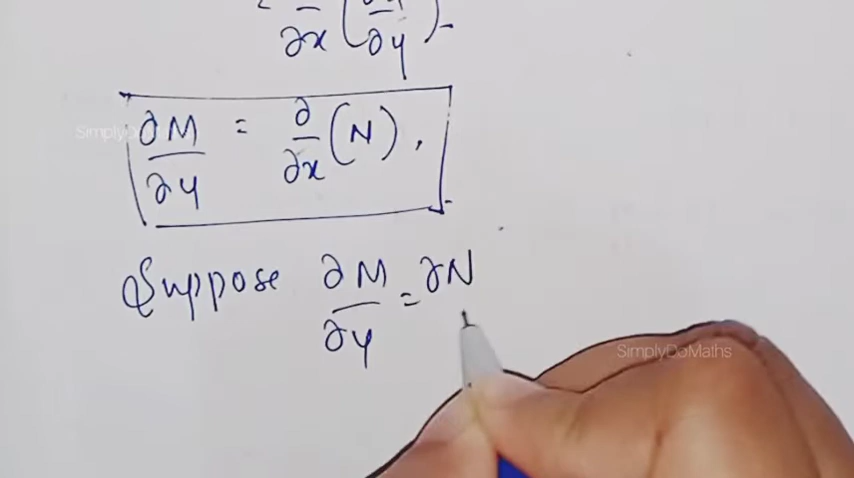 ∂/∂x (∂y).
∂M/∂y = ∂/∂x (N).
Suppose ∂M/∂y = ∂N
SimplyDoMaths